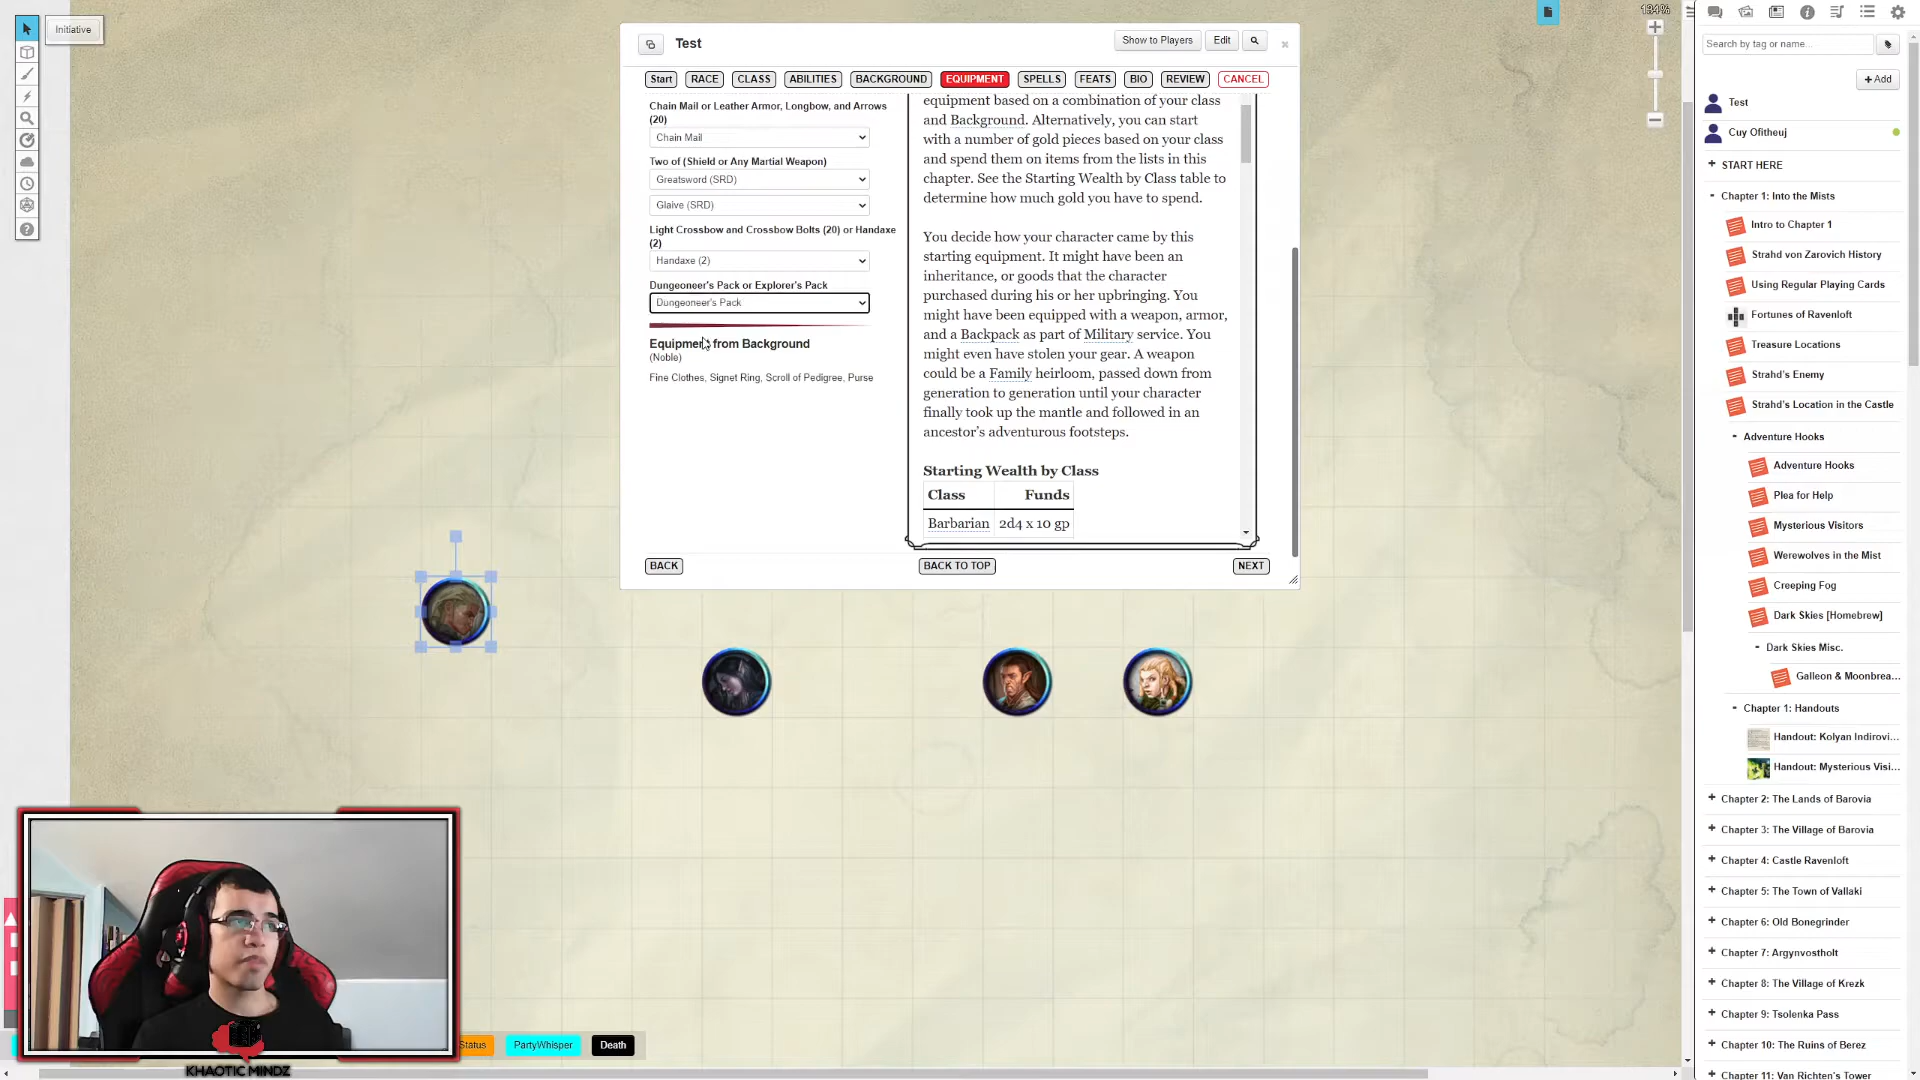 Initiative
Test
Show to Players
Edit
Start
RACE
CLASS
ABILITIES
BACKGROUND
EQUIPMENT
SPELLS
FEATS
BIO
REVIEW
CANCEL
Chain Mail or Leather Armor, Longbow, and Arrows
(20)
Chain Mail
Two of (Shield or Any Martial Weapon)
Greatsword (SRD)
Glaive (SRD)
Light Crossbow and Crossbow Bolts (20) or Handaxe
(2)
Handaxe (2)
Dungeoneer's Pack or Explorer's Pack
Dungeoneer's Pack
Equipment from Background
(Noble)
Fine Clothes, Signet Ring, Scroll of Pedigree, Purse
equipment based on a combination of your class
and Background. Alternatively, you can start
with a number of gold pieces based on your class
and spend them on items from the lists in this
chapter. See the Starting Wealth by Class table to
determine how much gold you have to spend.
You decide how your character came by this
starting equipment. It might have been an
inheritance, or goods that the character
purchased during his or her upbringing. You
might have been equipped with a weapon, armor,
and a Backpack as part of Military service. You
might even have stolen your gear. A weapon
could be a Family heirloom, passed down from
generation to generation until your character
finally took up the mantle and followed in an
ancestor's adventurous footsteps.
Starting Wealth by Class
Class Funds
Barbarian 2d4 x 10 gp
BACK
BACK TO TOP
NEXT
Search by tag or name...
+ Add
Test
Cuy Ofitheuj
+ START HERE
- Chapter 1: Into the Mists
Intro to Chapter 1
Strahd von Zarovich History
Using Regular Playing Cards
Fortunes of Ravenloft
Treasure Locations
Strahd's Enemy
Strahd's Location in the Castle
- Adventure Hooks
Adventure Hooks
Plea for Help
Mysterious Visitors
Werewolves in the Mist
Creeping Fog
Dark Skies [Homebrew]
- Dark Skies Misc.
Galleon & Moonbrea...
- Chapter 1: Handouts
Handout: Kolyan Indirovi...
Handout: Mysterious Visi...
+ Chapter 2: The Lands of Barovia
+ Chapter 3: The Village of Barovia
+ Chapter 4: Castle Ravenloft
+ Chapter 5: The Town of Vallaki
+ Chapter 6: Old Bonegrinder
+ Chapter 7: Argynvostholt
+ Chapter 8: The Village of Krezk
+ Chapter 9: Tsolenka Pass
+ Chapter 10: The Ruins of Berez
+ Chapter 11: Van Richten's Tower
Status
PartyWhisper
Death
KHAOTIC MINDZ